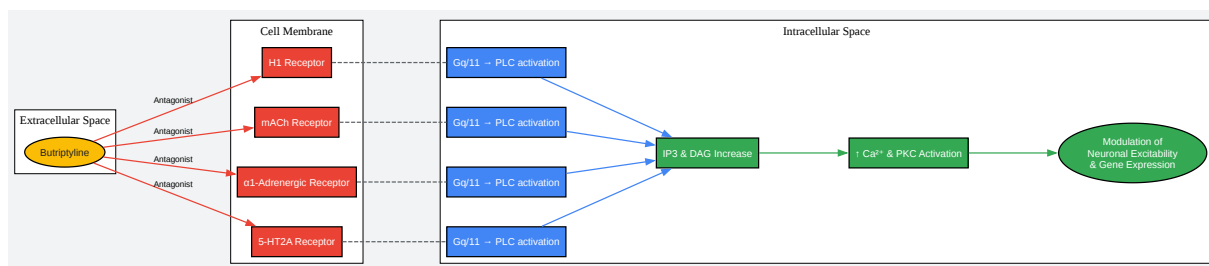 Cell Membrane
Intracellular Space
H1 Receptor
Gq/11 → PLC activation
Antagonist
Extracellular Space
mACh Receptor
Gq/11 → PLC activation
Antagonist
Butriptyline
IP3 & DAG Increase
↑ Ca²⁺ & PKC Activation
Modulation of
Neuronal Excitability
& Gene Expression
Antagonist
α1-Adrenergic Receptor
Gq/11 → PLC activation
Antagonist
5-HT2A Receptor
Gq/11 → PLC activation